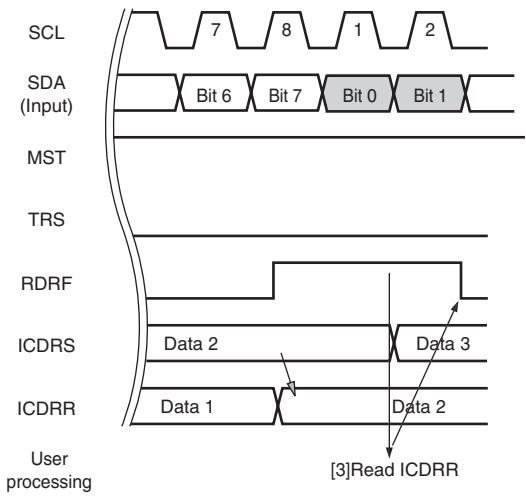 SCL 7 8 1 2
SDA
(Input) Bit 6 Bit 7 Bit 0 Bit 1
MST
TRS
RDRF
ICDRS Data 2 Data 3
ICDRR Data 1 Data 2
User
processing [3]Read ICDRR